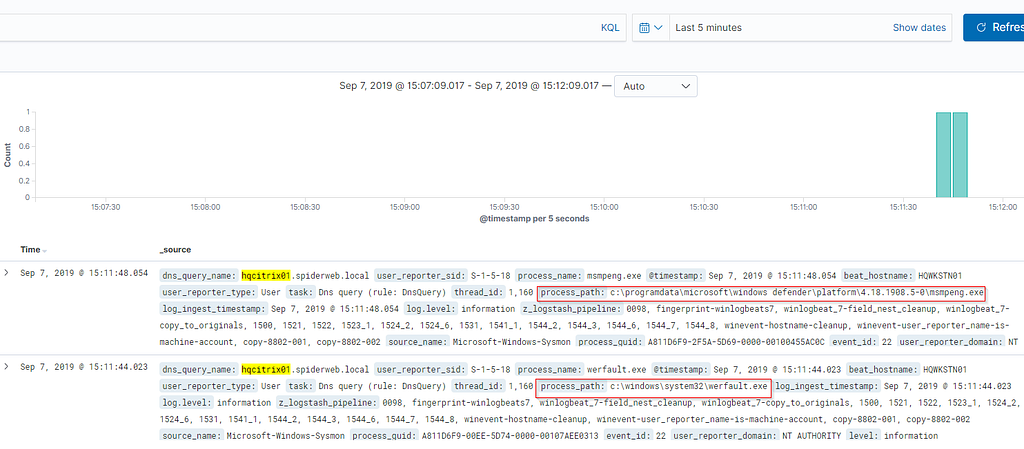 KQL Last 5 minutes Show dates Refres
Sep 7, 2019 @ 15:07:09.017 - Sep 7, 2019 @ 15:12:09.017 — Auto
1
0.8
0.6
0.4
0.2
0
Count
15:07:30 15:08:00 15:08:30 15:09:00 15:09:30 15:10:00 15:10:30 15:11:00 15:11:30 15:12:00
@timestamp per 5 seconds
Time _source
Sep 7, 2019 @ 15:11:48.054 dns_query_name: hqcitrix01.spiderweb.local user_reporter_sid: S-1-5-18 process_name: msmpeng.exe @timestamp: Sep 7, 2019 @ 15:11:48.054 beat_hostname: HQWKSTN01
user_reporter_type: User task: Dns query (rule: DnsQuery) thread_id: 1,160 process_path: c:\programdata\microsoft\windows defender\platform\4.18.1908.5-0\msmpeng.exe
log_ingest_timestamp: Sep 7, 2019 @ 15:11:48.054 log.level: information z_logstash_pipeline: 0098, fingerprint-winlogbeats7, winlogbeat_7-field_nest_cleanup, winlogbeat_7-
copy_to_originals, 1500, 1521, 1522, 1523_1, 1524_2, 1524_6, 1531, 1541_1, 1544_2, 1544_3, 1544_6, 1544_7, 1544_8, winevent-hostname-cleanup, winevent-user_reporter_name-is-
machine-account, copy-8802-001, copy-8802-002 source_name: Microsoft-Windows-Sysmon process_guid: A811D6F9-2F5A-5D69-0000-00100455AC0C event_id: 22 user_reporter_domain: NT
Sep 7, 2019 @ 15:11:44.023 dns_query_name: hqcitrix01.spiderweb.local user_reporter_sid: S-1-5-18 process_name: werfault.exe @timestamp: Sep 7, 2019 @ 15:11:44.023 beat_hostname: HQWKSTN01
user_reporter_type: User task: Dns query (rule: DnsQuery) thread_id: 1,160 process_path: c:\windows\system32\werfault.exe log_ingest_timestamp: Sep 7, 2019 @ 15:11:44.023
log.level: information z_logstash_pipeline: 0098, fingerprint-winlogbeats7, winlogbeat_7-field_nest_cleanup, winlogbeat_7-copy_to_originals, 1500, 1521, 1522, 1523_1, 1524_2,
1524_6, 1531, 1541_1, 1544_2, 1544_3, 1544_6, 1544_7, 1544_8, winevent-hostname-cleanup, winevent-user_reporter_name-is-machine-account, copy-8802-001, copy-8802-002
source_name: Microsoft-Windows-Sysmon process_guid: A811D6F9-00EE-5D74-0000-00107AEE0313 event_id: 22 user_reporter_domain: NT AUTHORITY level: information